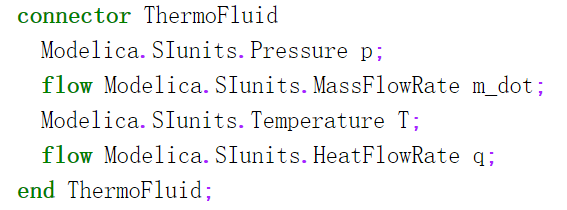 connector ThermoFluid
  Modelica.SIunits.Pressure p;
  flow Modelica.SIunits.MassFlowRate m_dot;
  Modelica.SIunits.Temperature T;
  flow Modelica.SIunits.HeatFlowRate q;
end ThermoFluid;